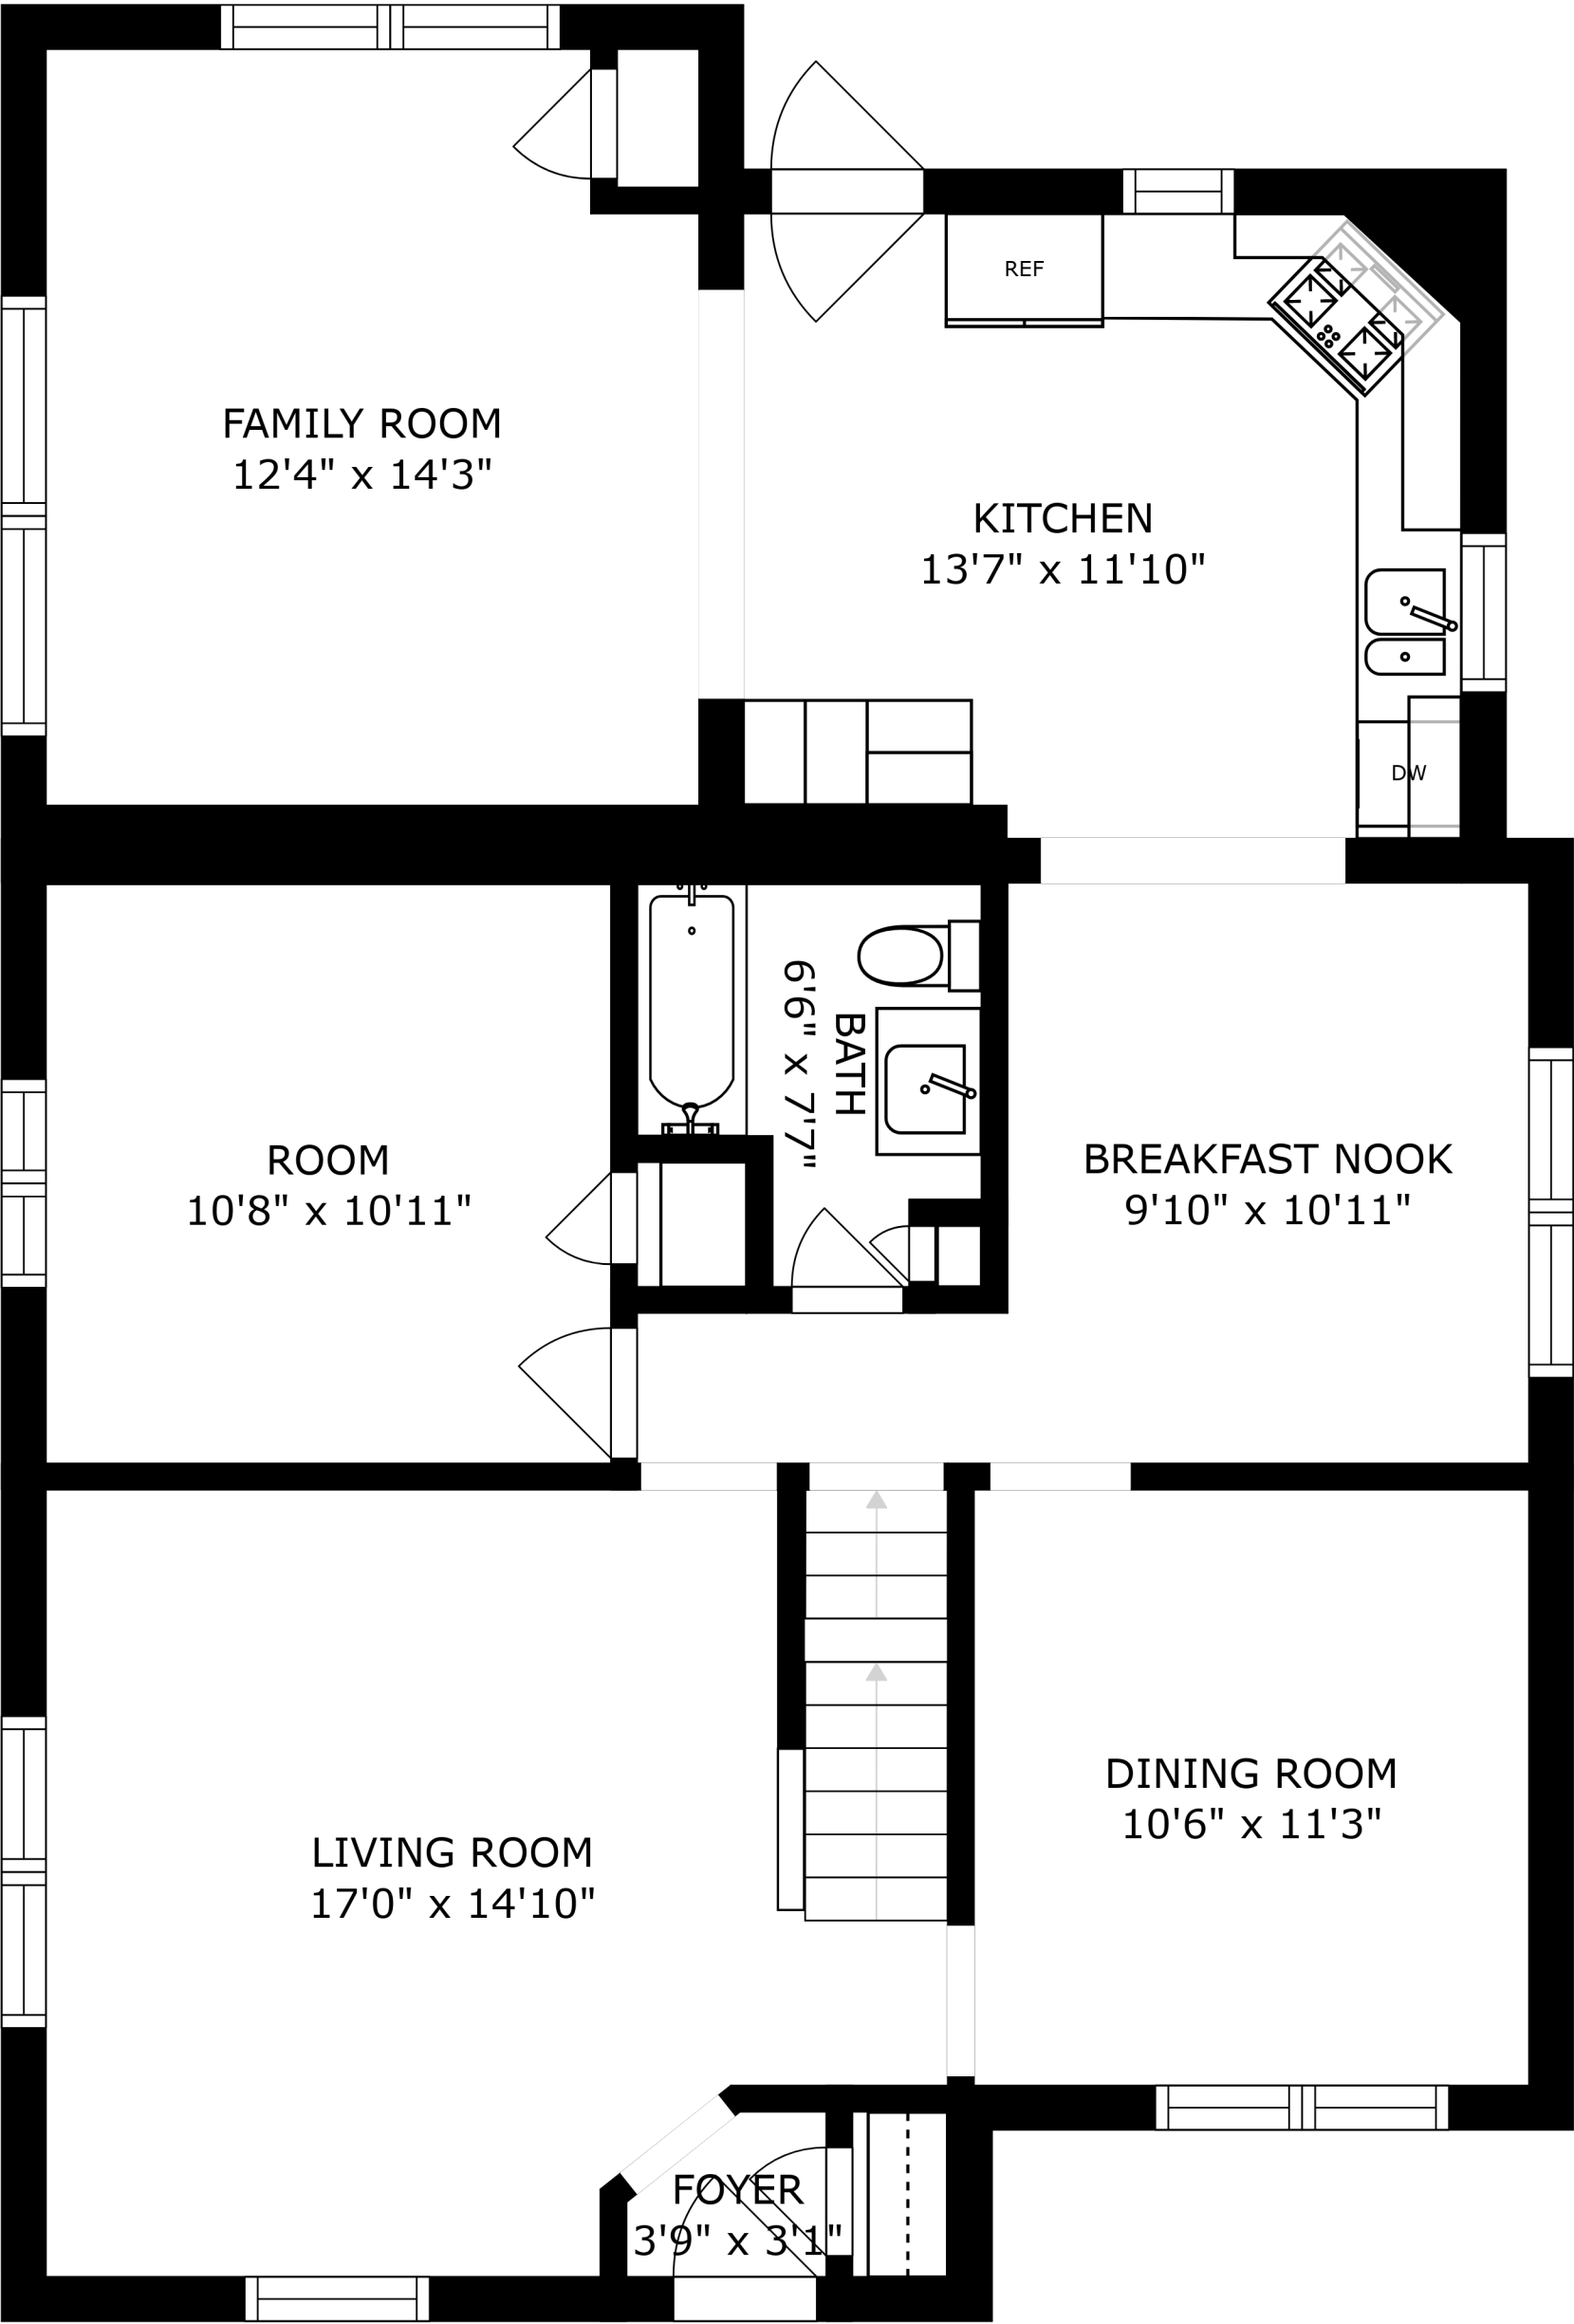 REF
FAMILY ROOM
12'4" x 14'3"
KITCHEN
13'7" x 11'10"
DW
BATH
6'6" x 7'7"
ROOM
10'8" x 10'11"
BREAKFAST NOOK
9'10" x 10'11"
DINING ROOM
10'6" x 11'3"
LIVING ROOM
17'0" x 14'10"
FOYER
3'9" x 3'1"